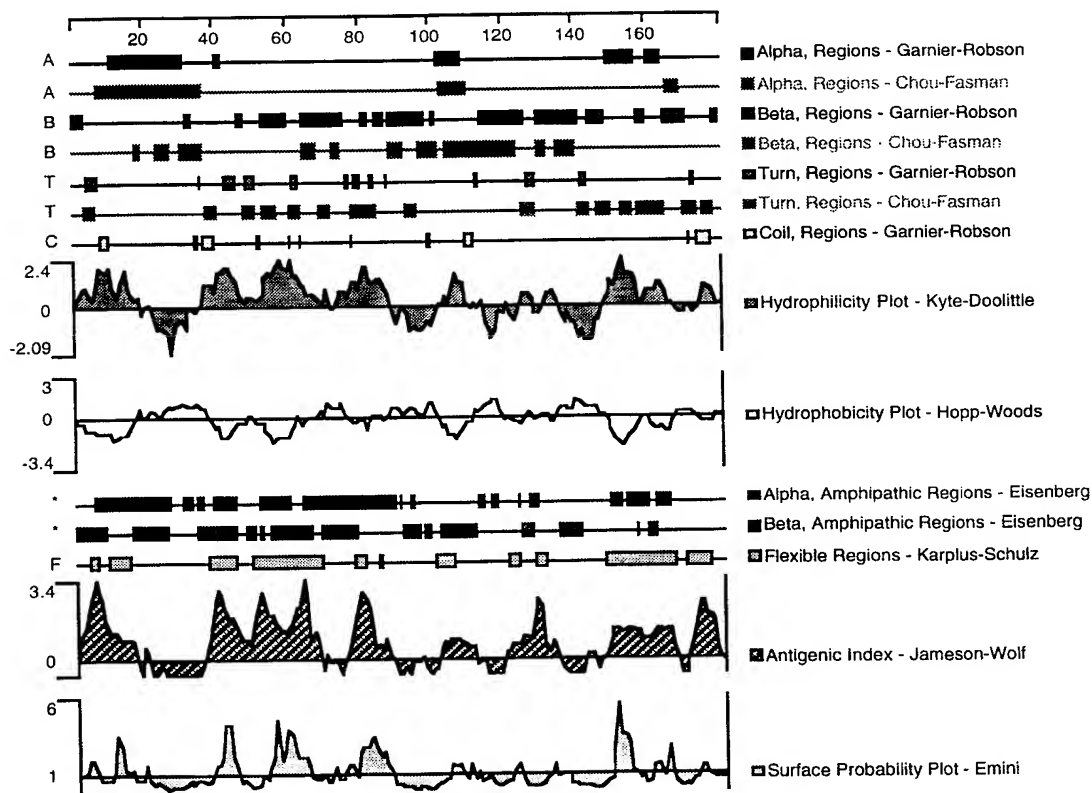 20 40 60 80 100 120 140 160
A Alpha, Regions - Garnier-Robson
A Alpha, Regions - Chou-Fasman
B Beta, Regions - Garnier-Robson
B Beta, Regions - Chou-Fasman
T Turn, Regions - Garnier-Robson
T Turn, Regions - Chou-Fasman
C Coil, Regions - Garnier-Robson
2.4
0 Hydrophilicity Plot - Kyte-Doolittle
-2.09
3
0 Hydrophobicity Plot - Hopp-Woods
-3.4
* Alpha, Amphipathic Regions - Eisenberg
* Beta, Amphipathic Regions - Eisenberg
F Flexible Regions - Karplus-Schulz
3.4
0 Antigenic Index - Jameson-Wolf
6
1 Surface Probability Plot - Emini